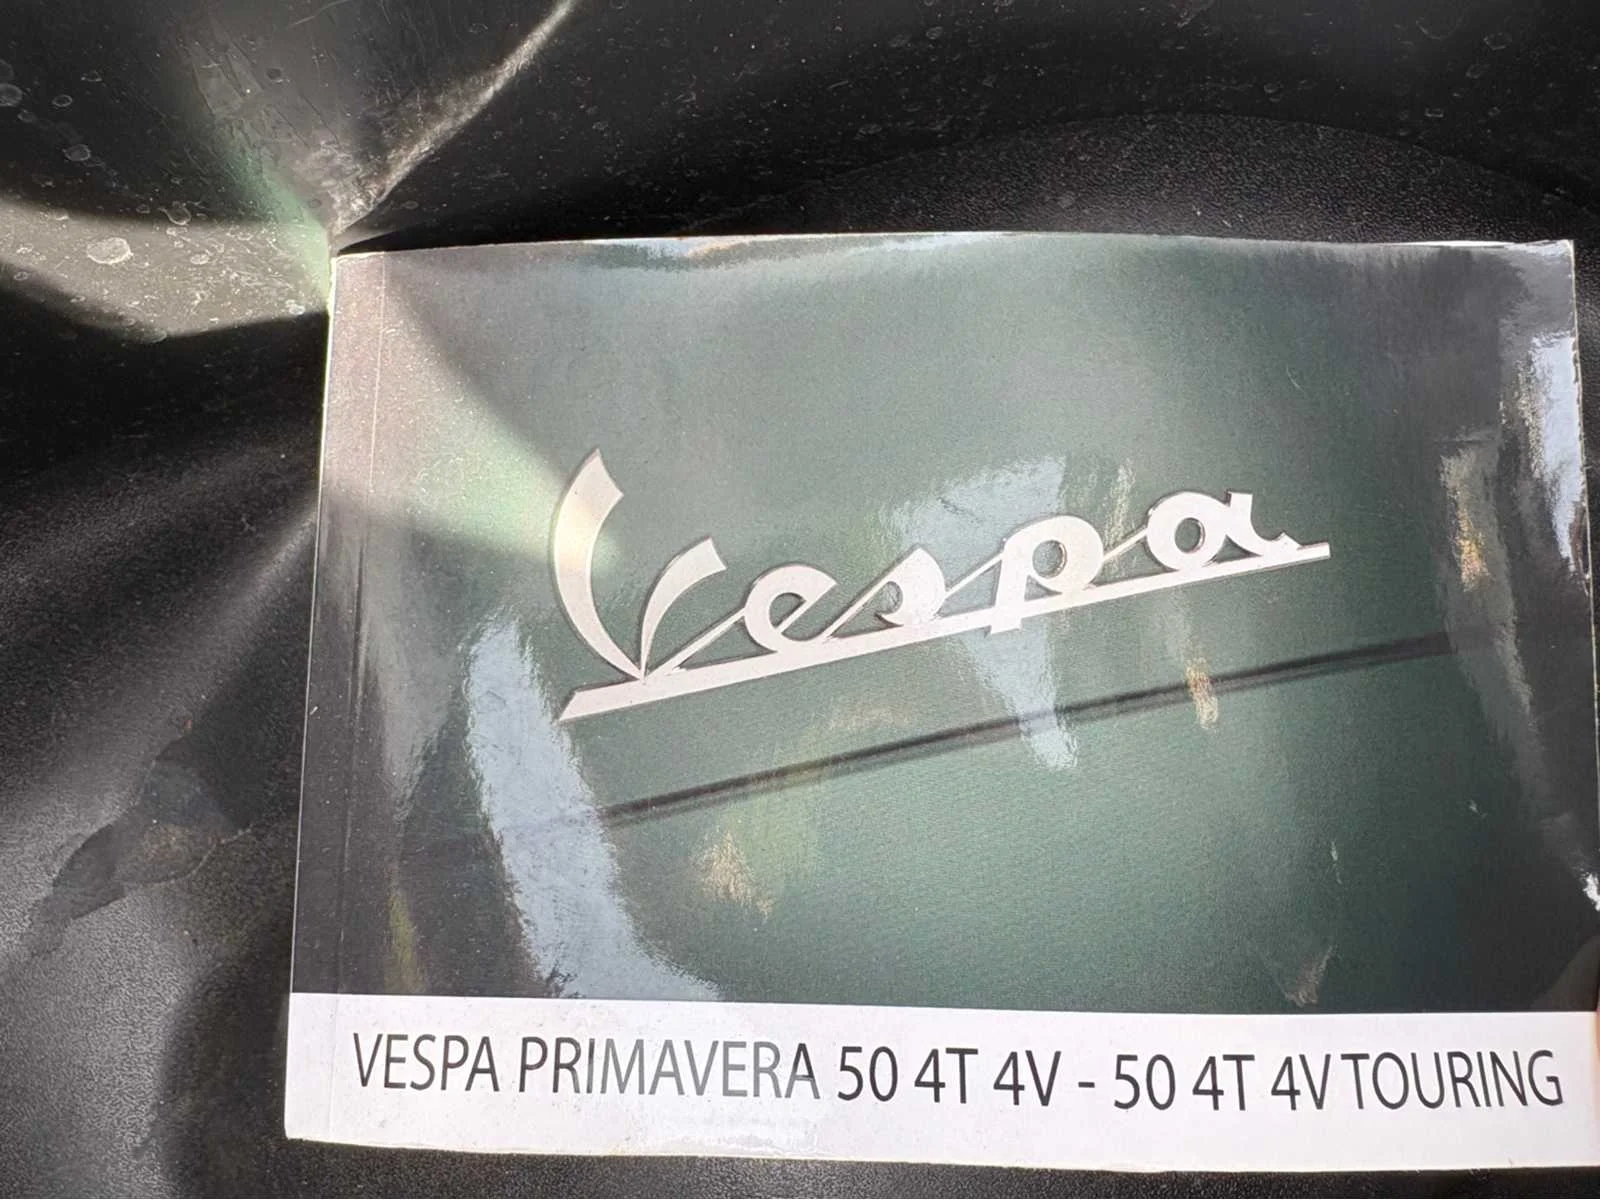 Vespa
VESPA PRIMAVERA 50 4T 4V - 50 4T 4V TOURING